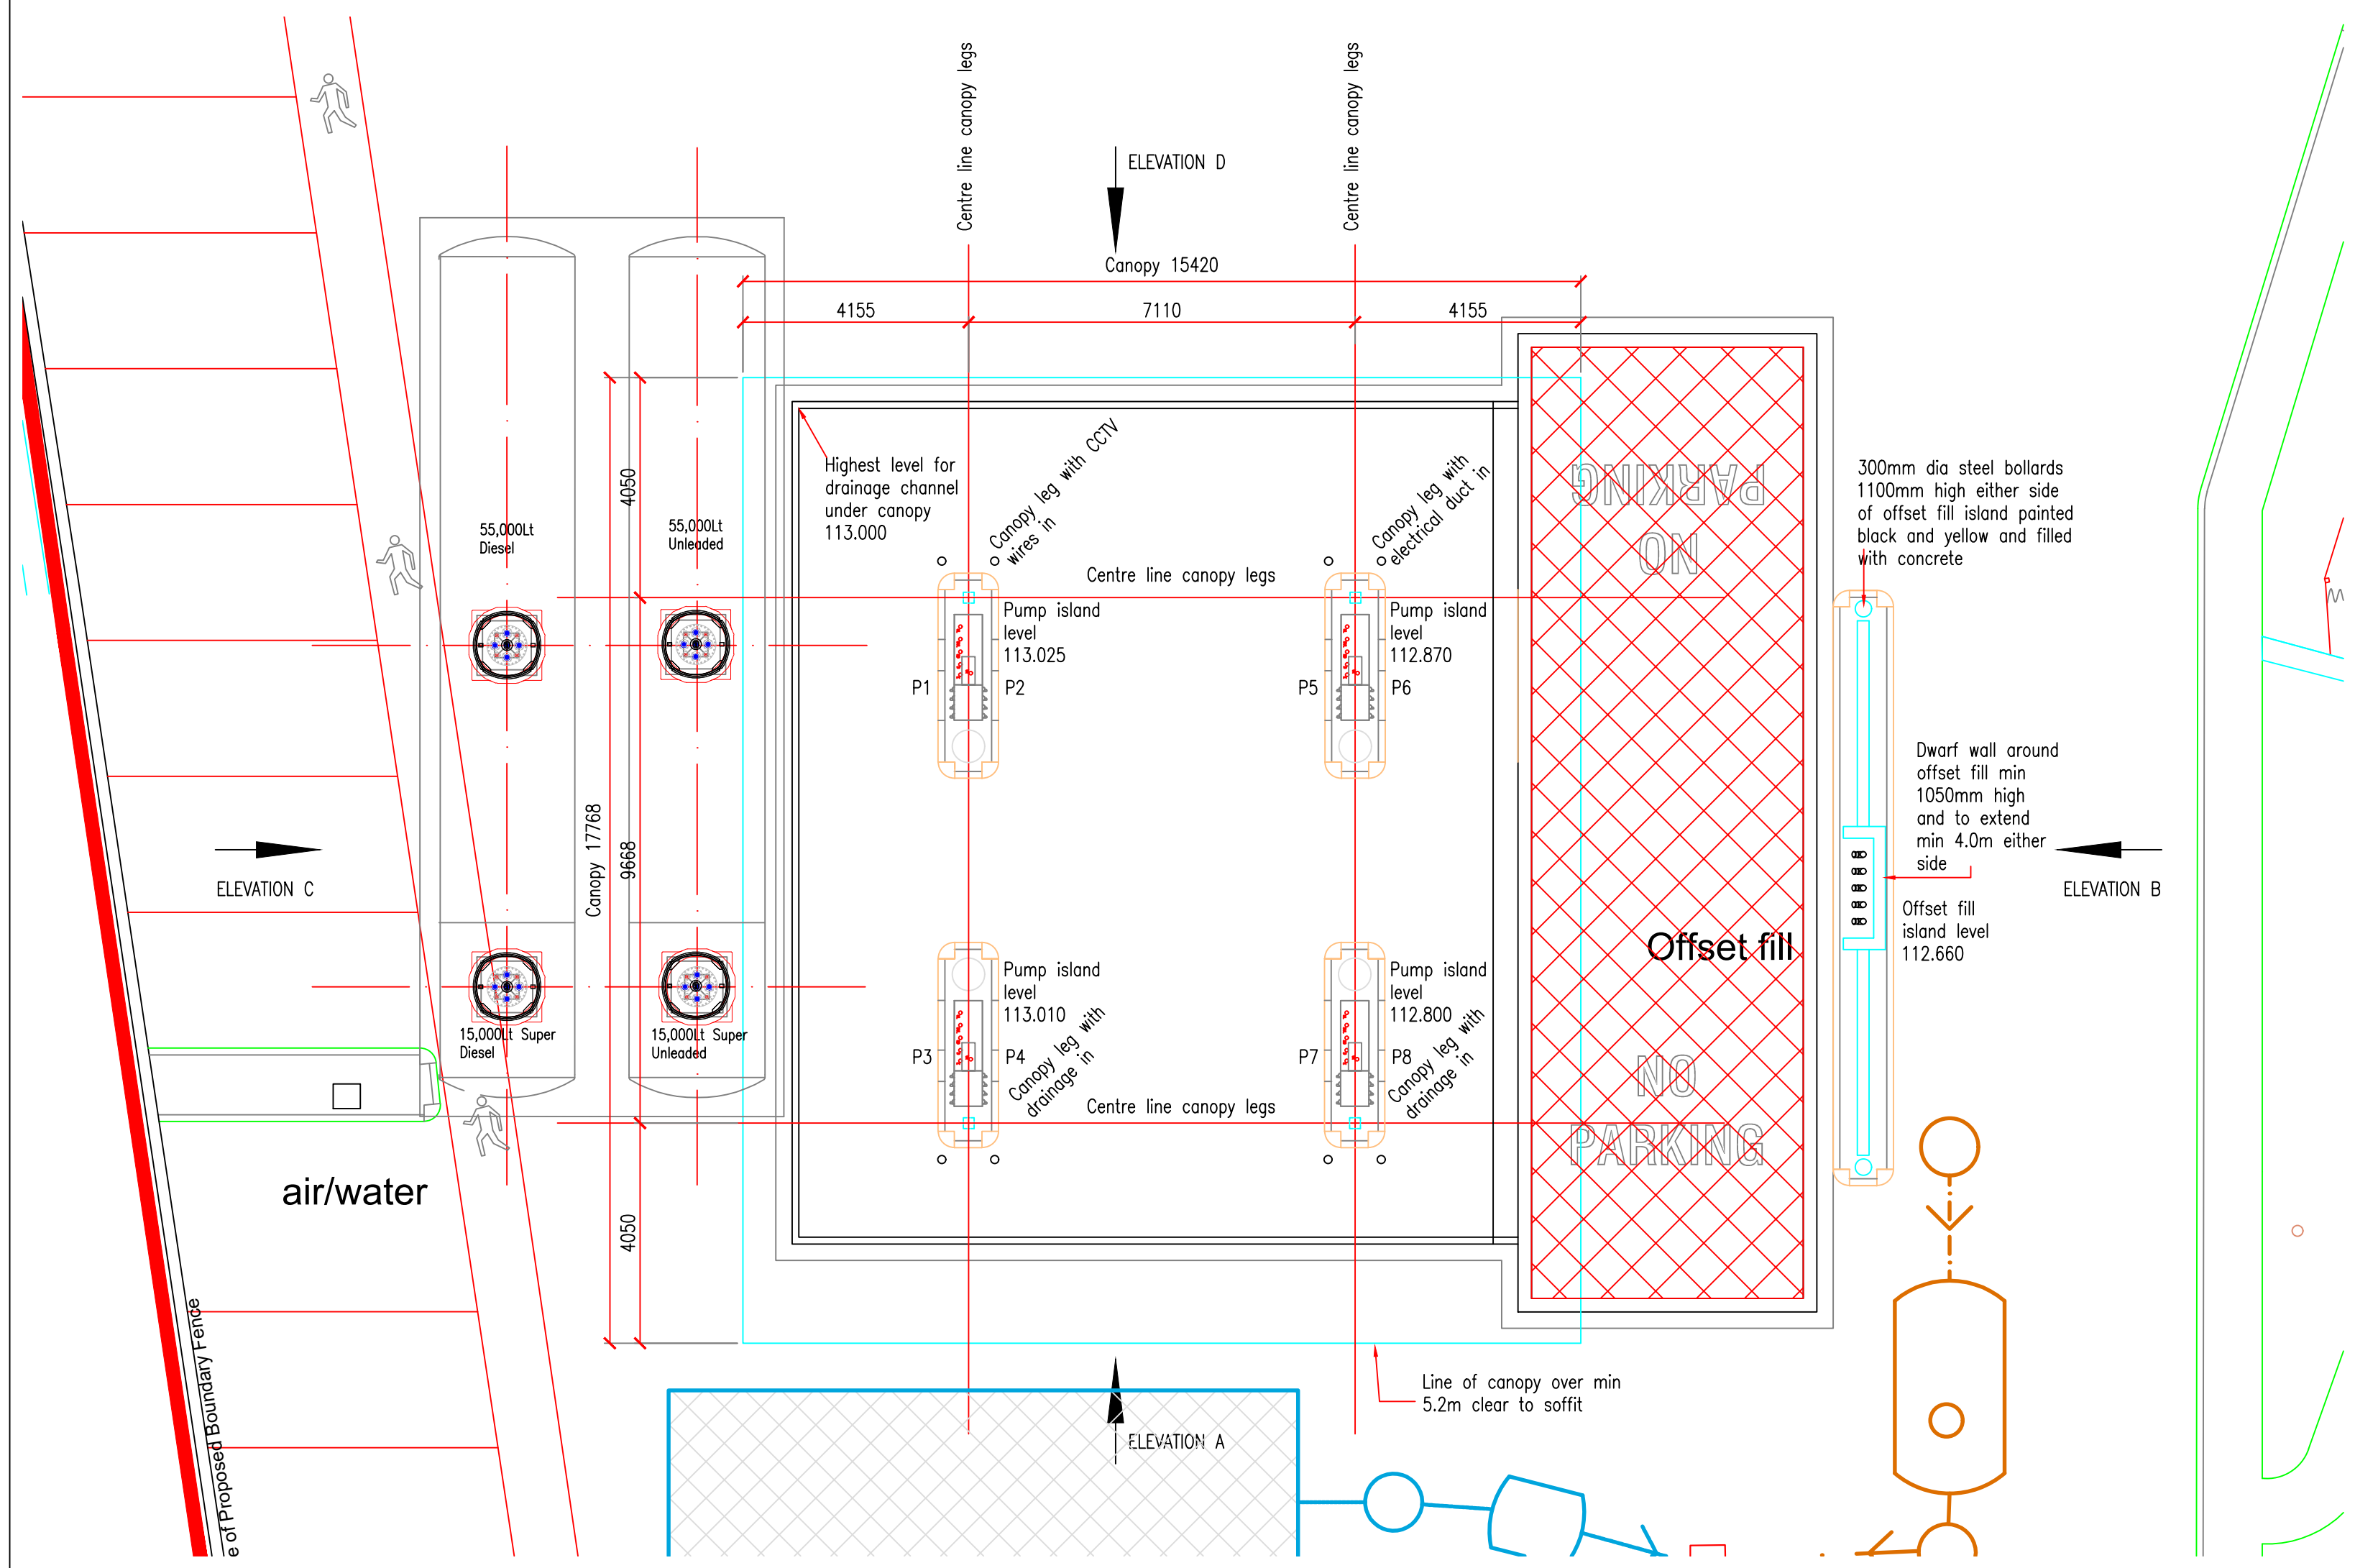 Centre line canopy legs
Centre line canopy legs
ELEVATION D
Canopy 15420
4155
7110
4155
Highest level for
drainage channel
under canopy
113.000
Canopy leg with CCTV
wires in
Canopy leg with
electrical duct in
PARKING
NO
300mm dia steel bollards
1100mm high either side
of offset fill island painted
black and yellow and filled
with concrete
4050
55,000Lt
Diesel
55,000Lt
Unleaded
Centre line canopy legs
Pump island
level
113.025
Pump island
level
112.870
P1
P2
P5
P6
Dwarf wall around
offset fill min
1050mm high
and to extend
min 4.0m either
side
Canopy 17768
9668
ELEVATION C
ELEVATION B
Offset fill
Offset fill
island level
112.660
Pump island
level
113.010
Pump island
level
112.800
15,000Lt Super
Diesel
15,000Lt Super
Unleaded
P3
P4
P7
P8
Canopy leg with
drainage in
Canopy leg with
drainage in
Centre line canopy legs
NO
PARKING
air/water
4050
e of Proposed Boundary Fence
Line of canopy over min
5.2m clear to soffit
ELEVATION A